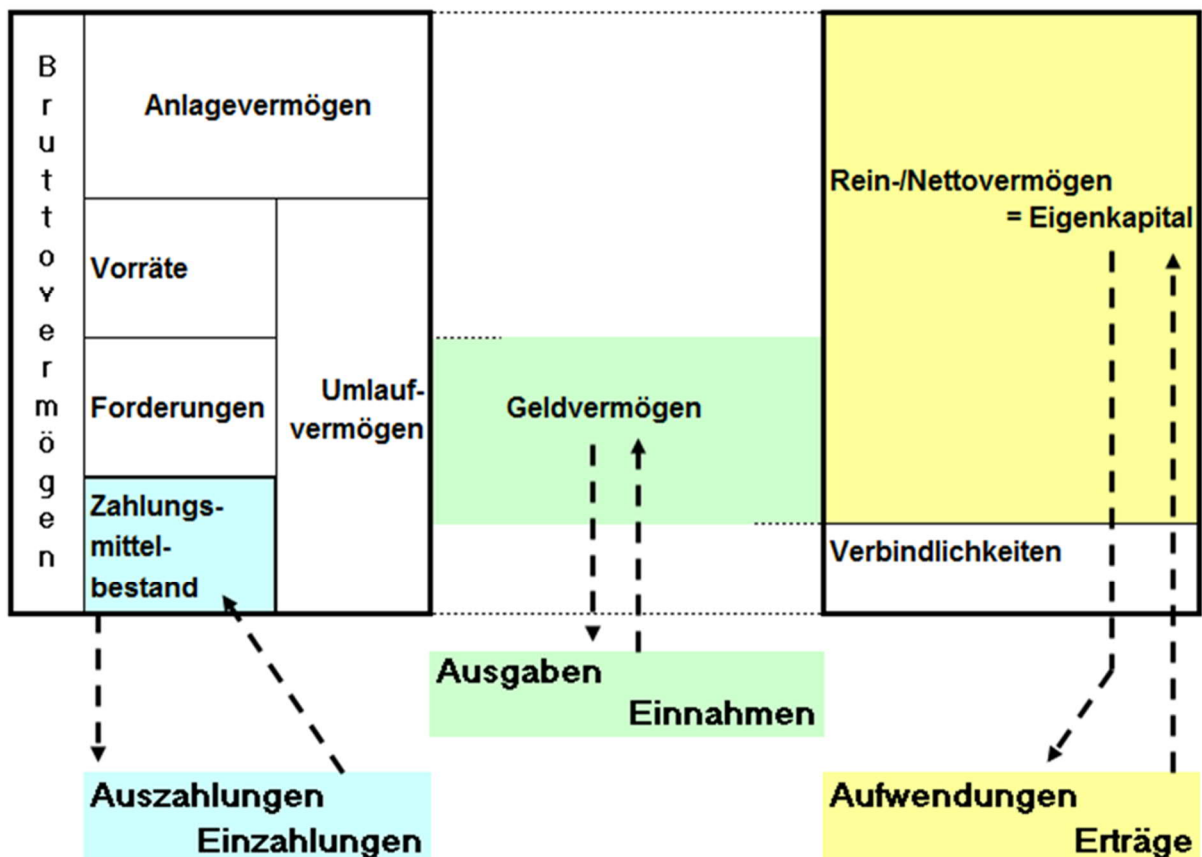 Bruttovermögen
Anlagevermögen
Vorräte
Forderungen
Umlauf-
vermögen
Zahlungs-
mittel-
bestand
Geldvermögen
Rein-/Nettovermögen
= Eigenkapital
Verbindlichkeiten
Ausgaben
Einnahmen
Auszahlungen
Einzahlungen
Aufwendungen
Erträge